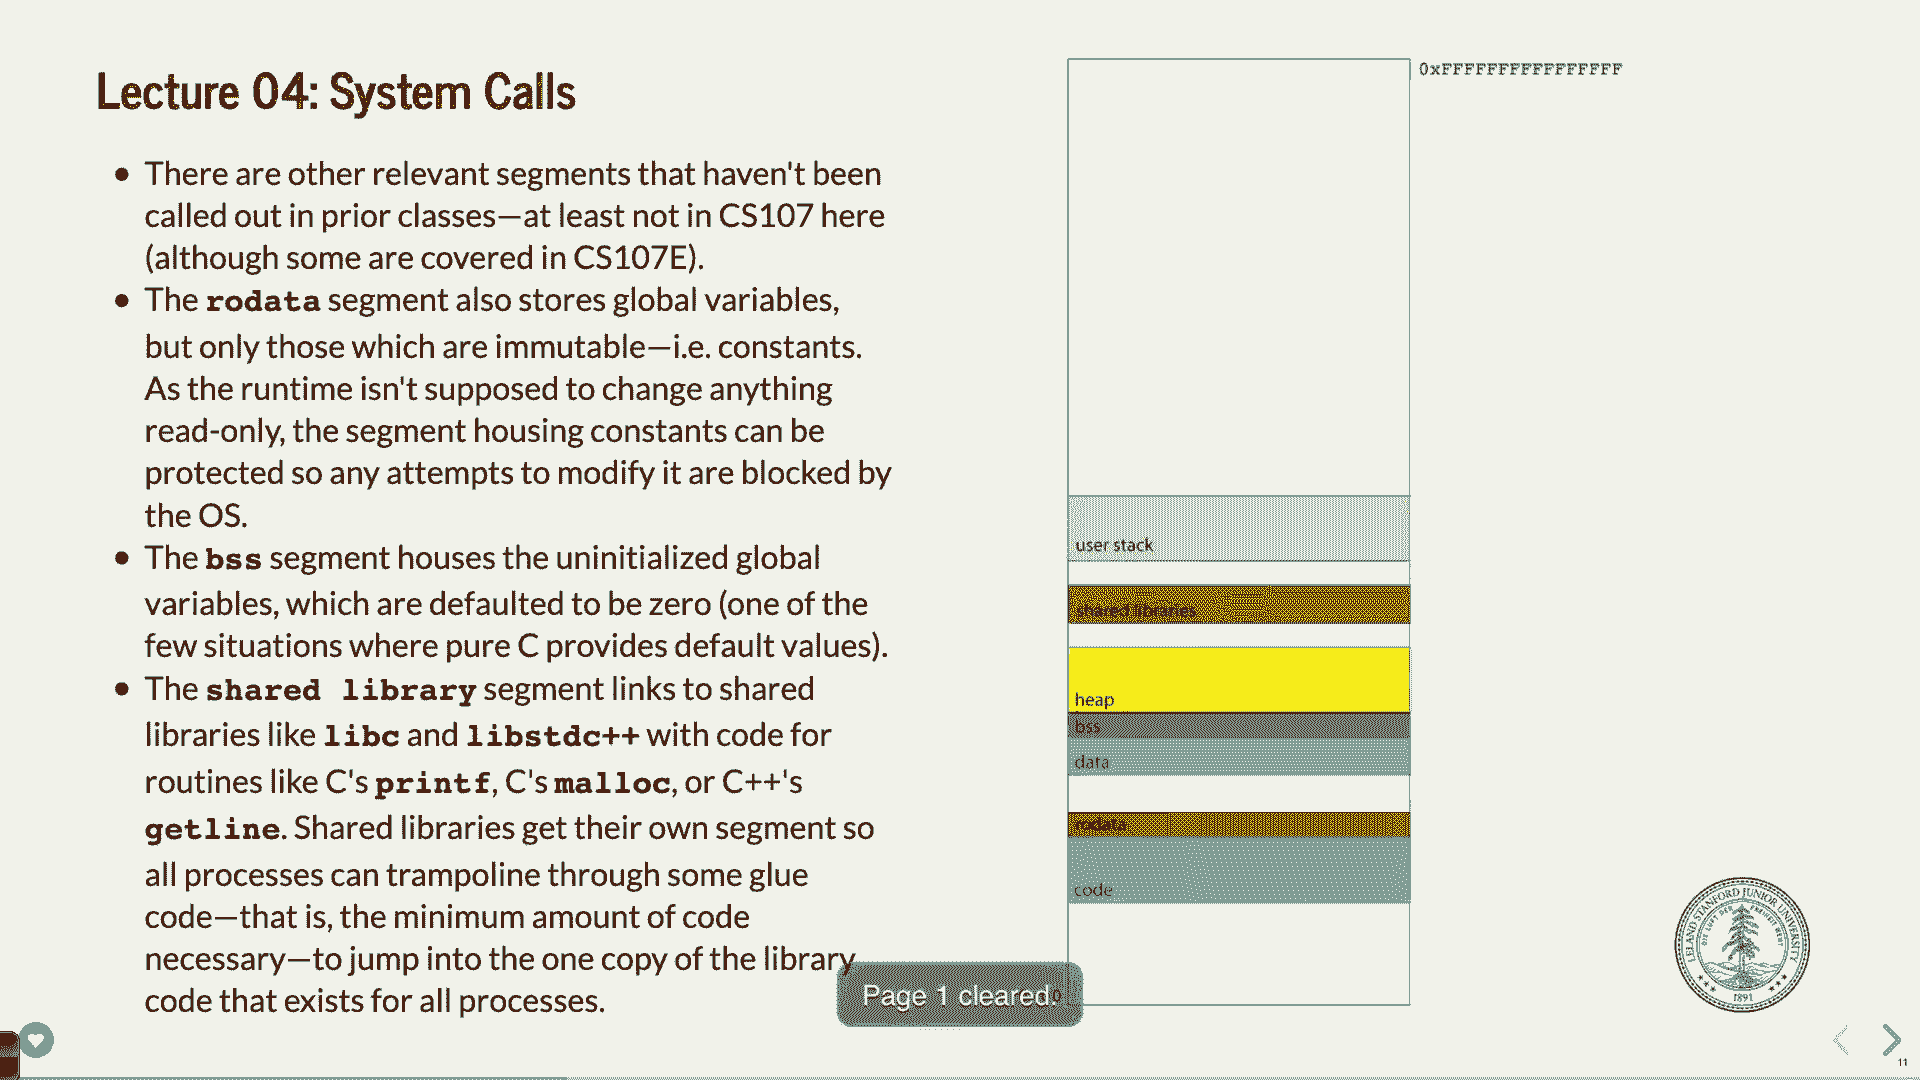 Lecture 04: System Calls
There are other relevant segments that haven't been
called out in prior classes—at least not in CS107 here
(although some are covered in CS107E).
The rodata segment also stores global variables,
but only those which are immutable—i.e. constants.
As the runtime isn't supposed to change anything
read-only, the segment housing constants can be
protected so any attempts to modify it are blocked by
the OS.
The bss segment houses the uninitialized global
variables, which are defaulted to be zero (one of the
few situations where pure C provides default values).
The shared library segment links to shared
libraries like libc and libstdc++ with code for
routines like C's printf, C's malloc, or C++'s
getline. Shared libraries get their own segment so
all processes can trampoline through some glue
code—that is, the minimum amount of code
necessary—to jump into the one copy of the library
code that exists for all processes.
0xFFFFFFFFFFFFFFFF
user stack
shared libraries
heap
bss
data
rodata
code
0
Page 1 cleared.
LELAND STANFORD JUNIOR UNIVERSITY
1891
11